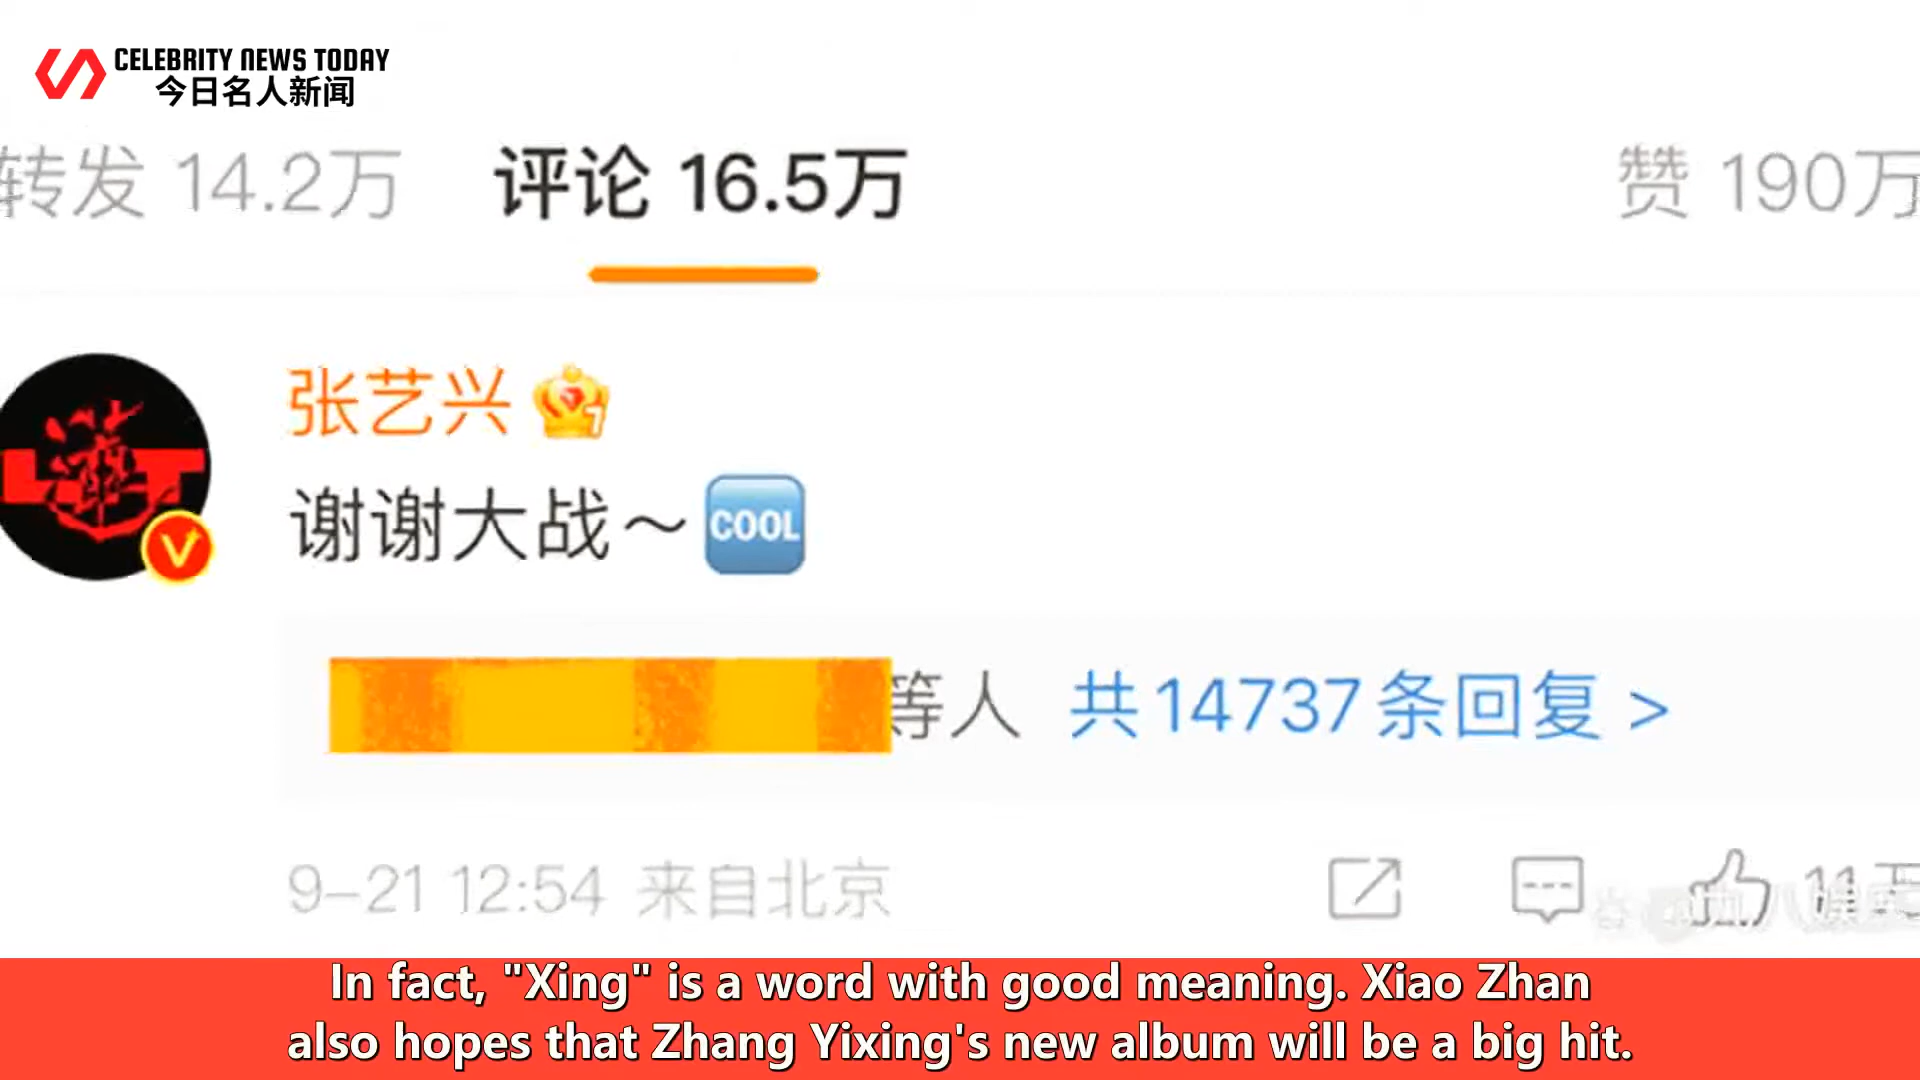 CELEBRITY NEWS TODAY
今日名人新闻
转发 14.2万 评论 16.5万 赞 190万
张艺兴
谢谢大战～ COOL
等人 共14737条回复 >
9-21 12:54 来自北京 11万
In fact, "Xing" is a word with good meaning. Xiao Zhan
also hopes that Zhang Yixing's new album will be a big hit.